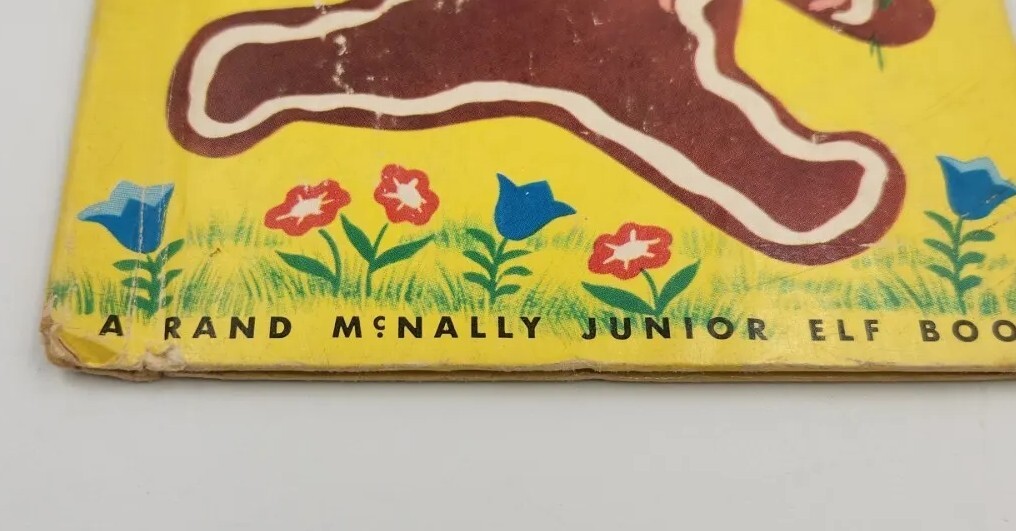 A RAND McNALLY JUNIOR ELF BOO